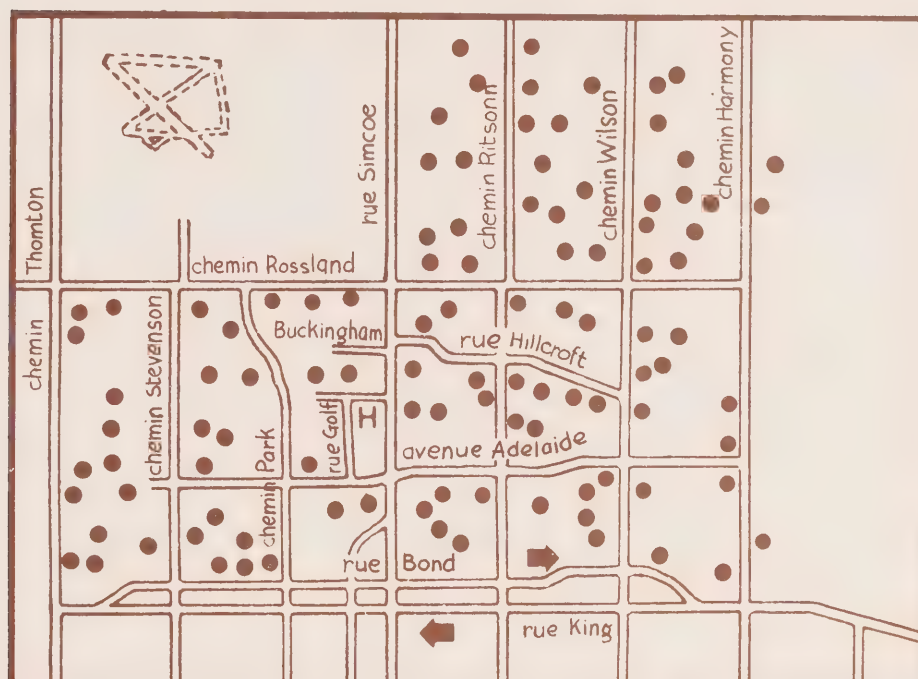 rue Simcoe
chemin Ritsonn
chemin Wilson
chemin Harmony
chemin Thornton
chemin Rossland
chemin Stevenson
Buckingham
rue Hillcroft
chemin Park
rue Golf
H
avenue Adelaide
rue Bond
rue King